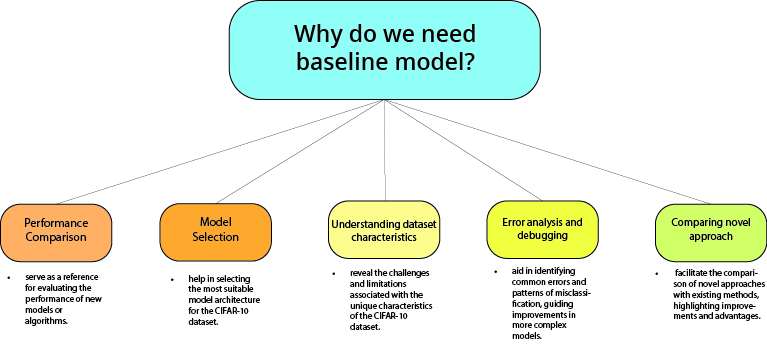 Why do we need
baseline model?
Performance
Comparison
• serve as a reference
for evaluating the
performance of new
models or
algorithms.
Model
Selection
• help in selecting
the most suitable
model architecture
for the CIFAR-10
dataset.
Understanding dataset
characteristics
• reveal the challenges
and limitations
associated with the
unique characteristics
of the CIFAR-10
dataset.
Error analysis and
debugging
• aid in identifying
common errors and
patterns of misclassi-
fication, guiding
improvements in
more complex
models.
Comparing novel
approach
• facilitate the compari-
son of novel approaches
with existing methods,
highlighting improve-
ments and advantages.